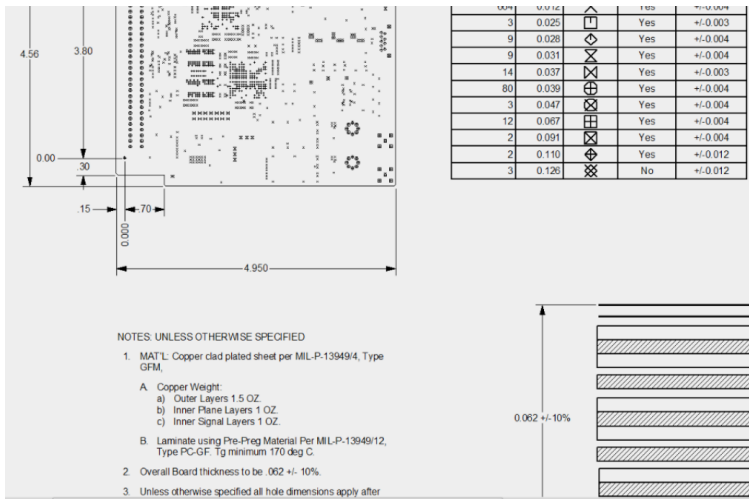 664 0.012 Yes +/-0.004
3 0.025 Yes +/-0.003
9 0.028 Yes +/-0.004
9 0.031 Yes +/-0.004
14 0.037 Yes +/-0.003
80 0.039 Yes +/-0.004
3 0.047 Yes +/-0.004
12 0.067 Yes +/-0.004
2 0.091 Yes +/-0.004
2 0.110 Yes +/-0.012
3 0.126 No +/-0.012
4.56
3.80
0.00
.30
.15
.70
0.000
4.950
NOTES: UNLESS OTHERWISE SPECIFIED
1. MAT'L: Copper clad plated sheet per MIL-P-13949/4, Type
GFM,
A. Copper Weight:
a) Outer Layers 1.5 OZ.
b) Inner Plane Layers 1 OZ.
c) Inner Signal Layers 1 OZ.
B. Laminate using Pre-Preg Material Per MIL-P-13949/12,
Type PC-GF. Tg minimum 170 deg C.
2. Overall Board thickness to be .062 +/- 10%.
3. Unless otherwise specified all hole dimensions apply after
0.062 +/-10%